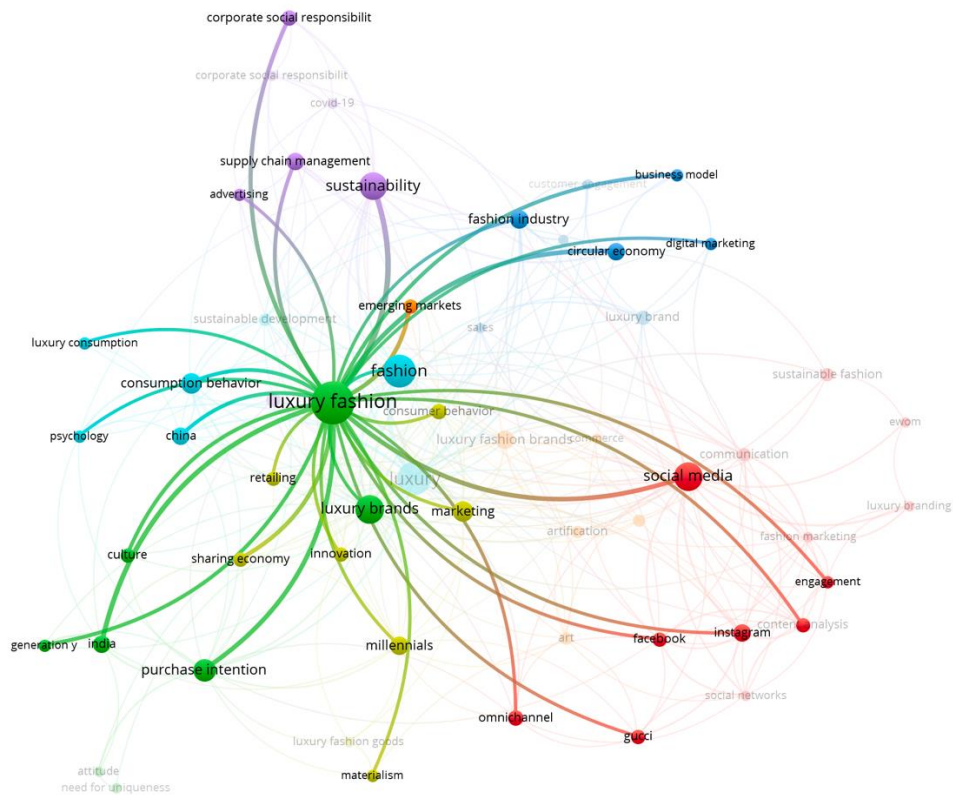 corporate social responsibilit
corporate social responsibilit
covid-19
supply chain management
sustainability
advertising
business model
customer engagement
fashion industry
digital marketing
circular economy
emerging markets
sustainable development
luxury brand
sales
luxury consumption
fashion
sustainable fashion
consumption behavior
luxury fashion
consumer behavior
ewom
psychology
china
luxury fashion brands
commerce
communication
retailing
luxury
social media
luxury brands
marketing
luxury branding
artification
fashion marketing
culture
sharing economy
innovation
engagement
content analysis
generation y
india
millennials
art
facebook
instagram
purchase intention
social networks
omnichannel
gucci
luxury fashion goods
attitude
materialism
need for uniqueness